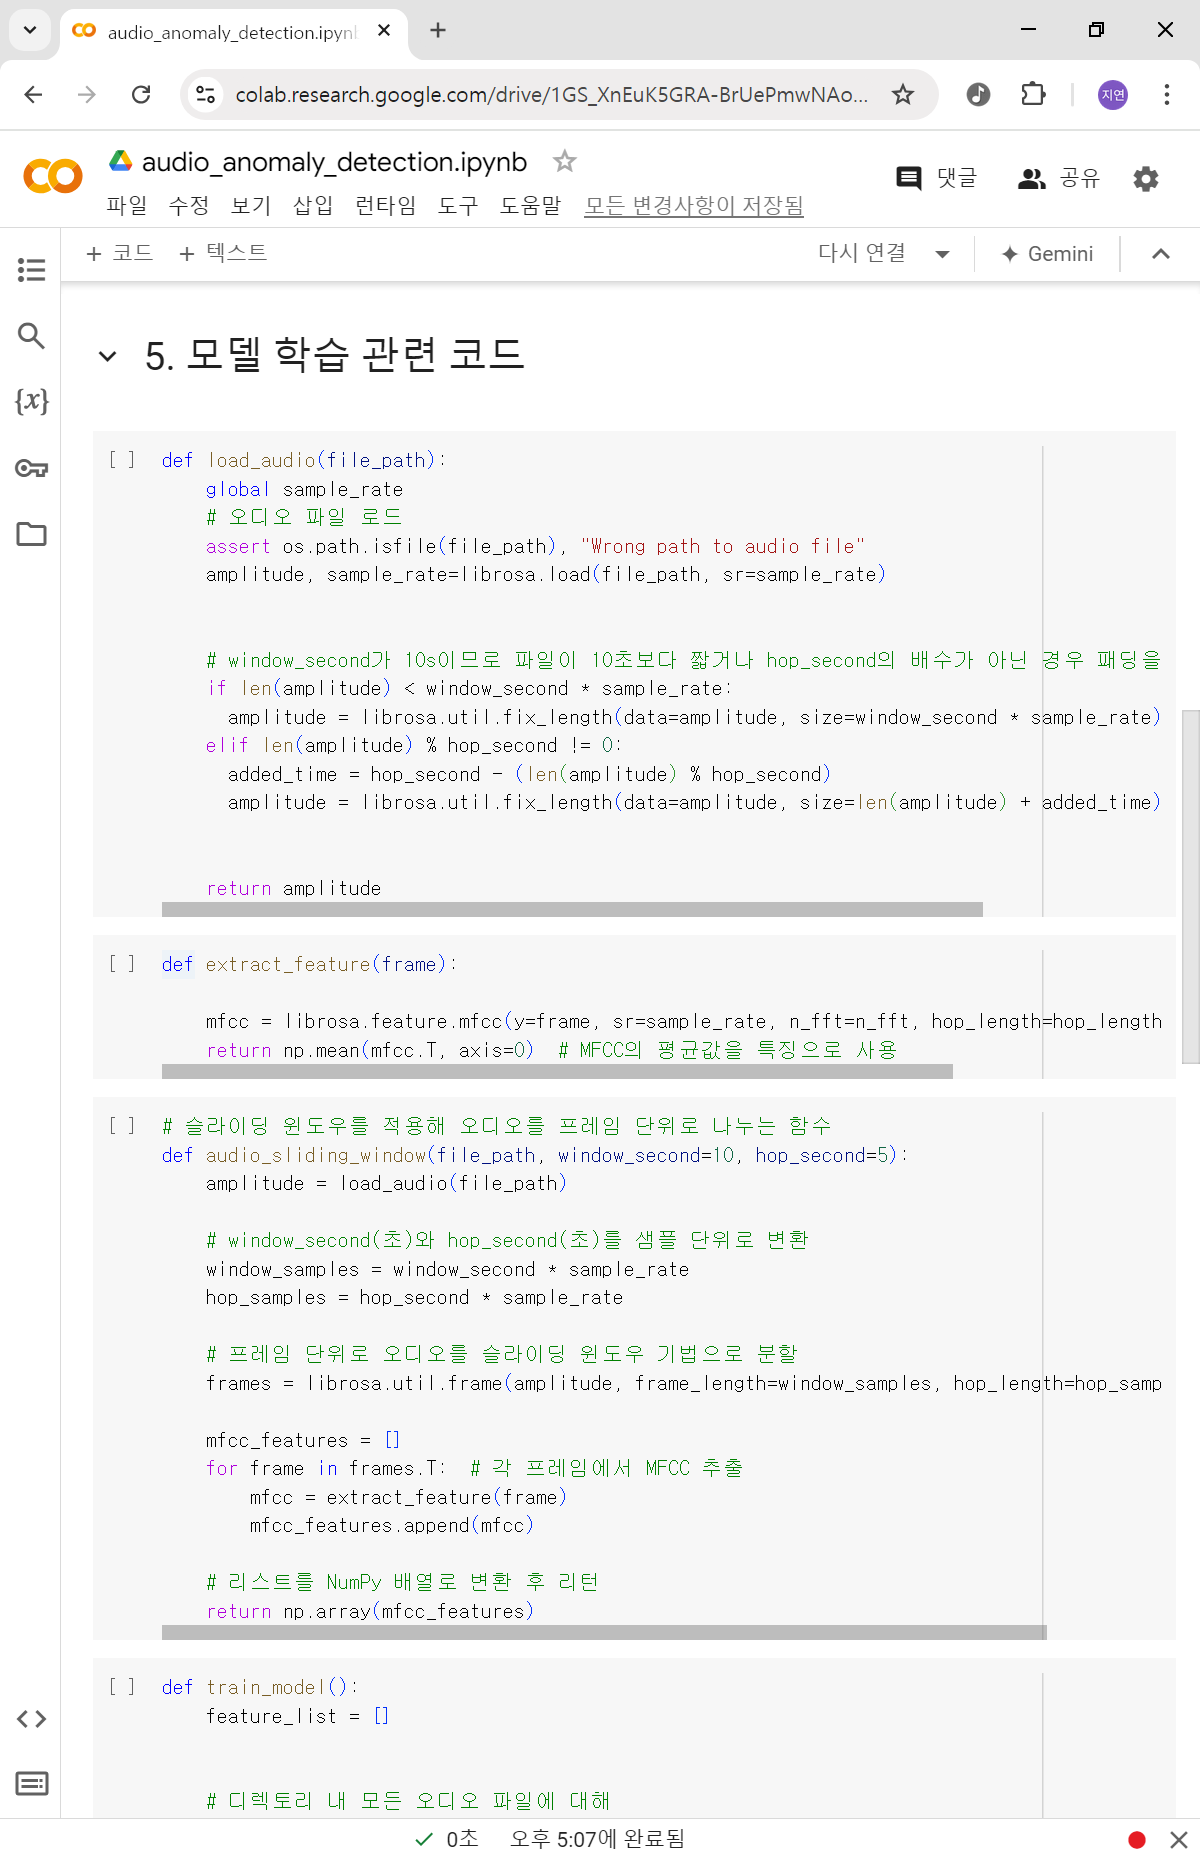 audio_anomaly_detection.ipynb
colab.research.google.com/drive/1GS_XnEuK5GRA-BrUePmwNAo...
지연
audio_anomaly_detection.ipynb
댓글
공유
파일 수정 보기 삽입 런타임 도구 도움말 모든 변경사항이 저장됨
+ 코드 + 텍스트
다시 연결
Gemini
{x}
5. 모델 학습 관련 코드
[ ] def load_audio(file_path):
global sample_rate
# 오디오 파일 로드
assert os.path.isfile(file_path), "Wrong path to audio file"
amplitude, sample_rate=librosa.load(file_path, sr=sample_rate)
# window_second가 10s이므로 파일이 10초보다 짧거나 hop_second의 배수가 아닌 경우 패딩을
if len(amplitude) < window_second * sample_rate:
amplitude = librosa.util.fix_length(data=amplitude, size=window_second * sample_rate)
elif len(amplitude) % hop_second != 0:
added_time = hop_second - (len(amplitude) % hop_second)
amplitude = librosa.util.fix_length(data=amplitude, size=len(amplitude) + added_time)
return amplitude
[ ] def extract_feature(frame):
mfcc = librosa.feature.mfcc(y=frame, sr=sample_rate, n_fft=n_fft, hop_length=hop_length
return np.mean(mfcc.T, axis=0) # MFCC의 평균값을 특징으로 사용
[ ] # 슬라이딩 윈도우를 적용해 오디오를 프레임 단위로 나누는 함수
def audio_sliding_window(file_path, window_second=10, hop_second=5):
amplitude = load_audio(file_path)
# window_second(초)와 hop_second(초)를 샘플 단위로 변환
window_samples = window_second * sample_rate
hop_samples = hop_second * sample_rate
# 프레임 단위로 오디오를 슬라이딩 윈도우 기법으로 분할
frames = librosa.util.frame(amplitude, frame_length=window_samples, hop_length=hop_samp
mfcc_features = []
for frame in frames.T: # 각 프레임에서 MFCC 추출
mfcc = extract_feature(frame)
mfcc_features.append(mfcc)
# 리스트를 NumPy 배열로 변환 후 리턴
return np.array(mfcc_features)
[ ] def train_model():
feature_list = []
# 디렉토리 내 모든 오디오 파일에 대해
0초 오후 5:07에 완료됨